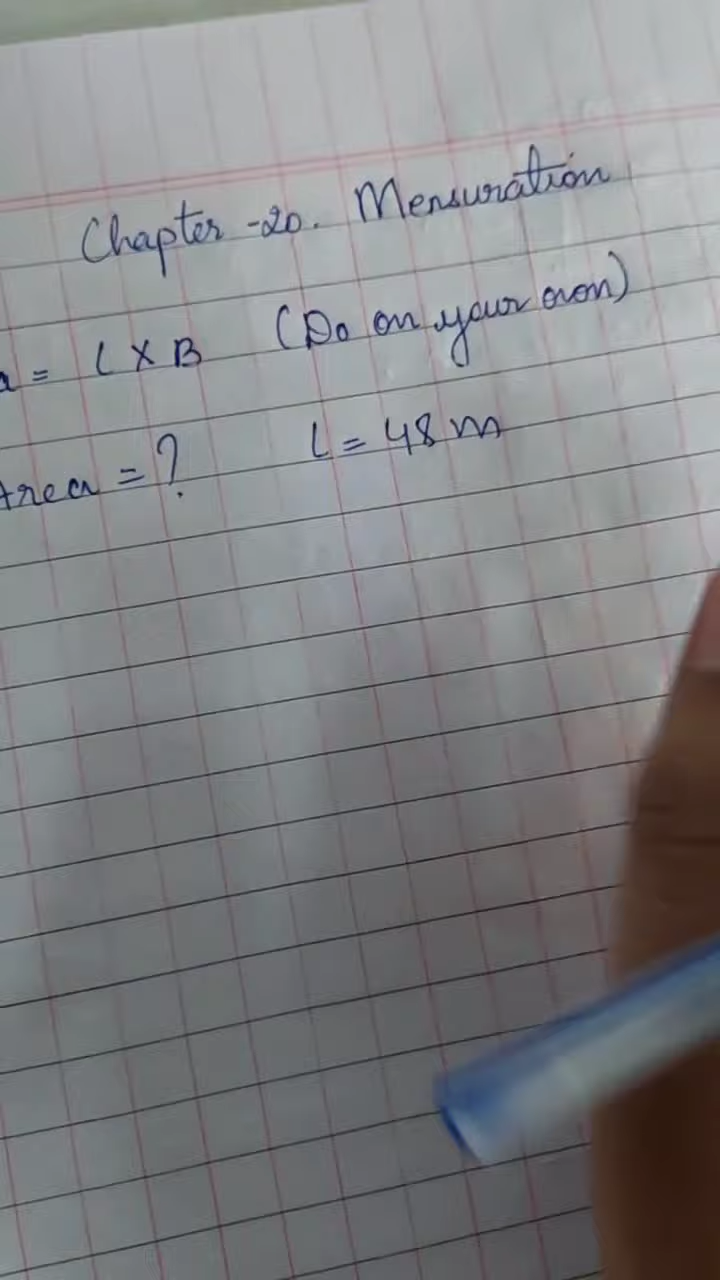 Chapter -20. Mensuration
a = L X B (Do on your own)
Area = ? L = 48 m